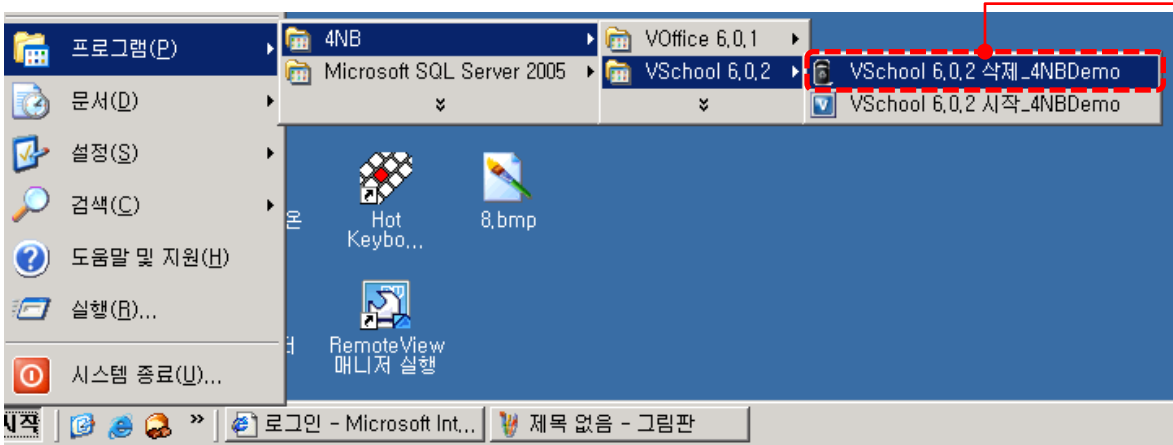 프로그램(P)
4NB
VOffice 6,0,1
Microsoft SQL Server 2005
VSchool 6,0,2
VSchool 6,0,2 삭제_4NBDemo
VSchool 6,0,2 시작_4NBDemo
문서(D)
설정(S)
검색(C)
도움말 및 지원(H)
실행(R)...
시스템 종료(U)...
온
Hot
Keybo...
8,bmp
RemoteView
매니저 실행
시작
로그인 - Microsoft Int...
제목 없음 - 그림판